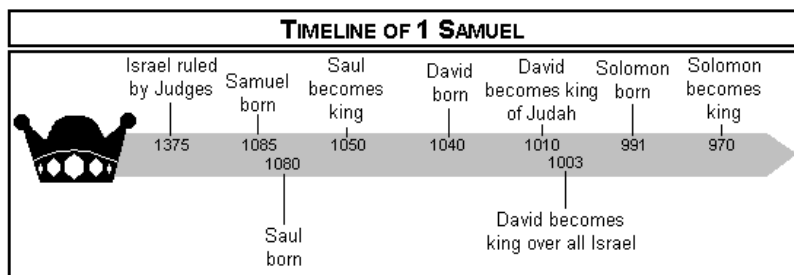 TIMELINE OF 1 SAMUEL
Israel ruled
by Judges
Samuel
born
Saul
becomes
king
David
born
David
becomes king
of Judah
Solomon
born
Solomon
becomes
king
1375
1085
1050
1040
1010
991
970
1080
1003
Saul
born
David becomes
king over all Israel